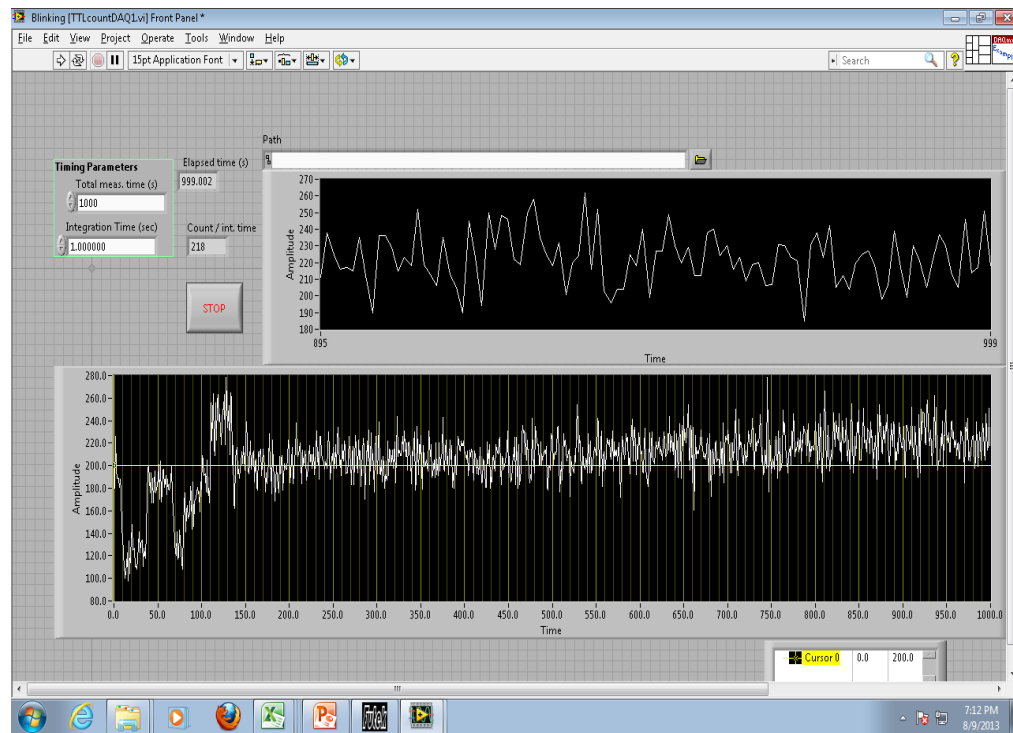 Blinking [TTLcountDAQ1.vi] Front Panel *
File Edit View Project Operate Tools Window Help
15pt Application Font
Search
Path
Timing Parameters
Total meas. time (s)
1000
Integration Time (sec)
1.000000
Elapsed time (s)
999.002
Count / int. time
218
STOP
Amplitude
270
260
250
240
230
220
210
200
190
180
895
999
Time
Amplitude
280.0
260.0
240.0
220.0
200.0
180.0
160.0
140.0
120.0
100.0
80.0
0.0 50.0 100.0 150.0 200.0 250.0 300.0 350.0 400.0 450.0 500.0 550.0 600.0 650.0 700.0 750.0 800.0 850.0 900.0 950.0 1000.0
Time
Cursor 0 0.0 200.0
7:12 PM
8/9/2013